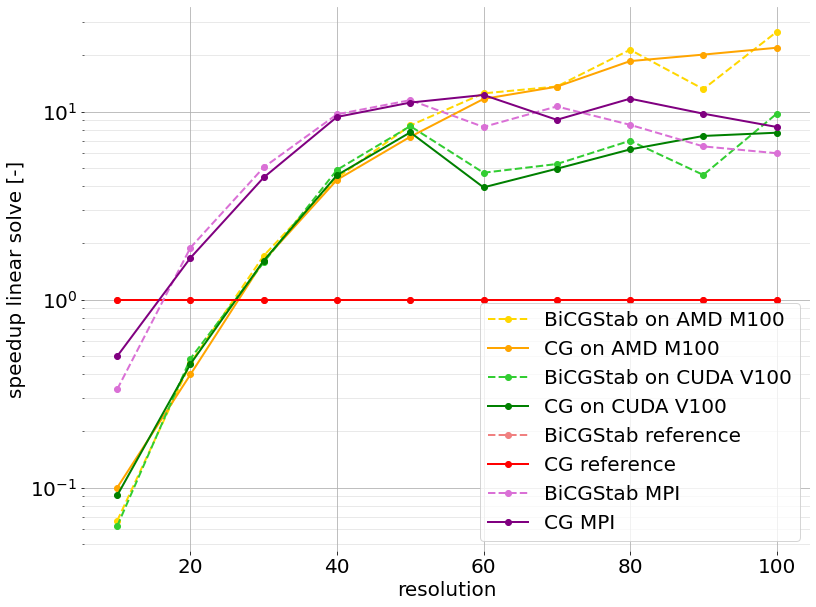 speedup linear solve [-]
10¹
10⁰
10⁻¹
BiCGStab on AMD M100
CG on AMD M100
BiCGStab on CUDA V100
CG on CUDA V100
BiCGStab reference
CG reference
BiCGStab MPI
CG MPI
20 40 60 80 100
resolution